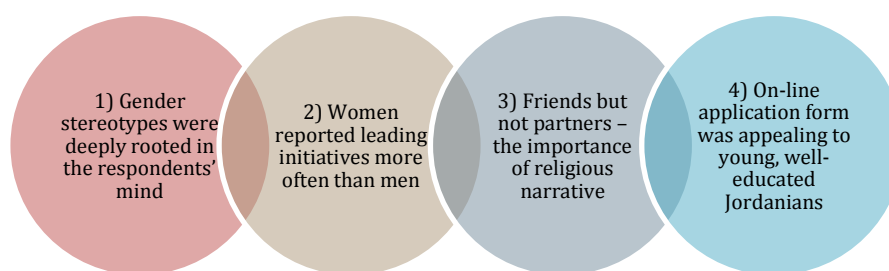 1) Gender
stereotypes were
deeply rooted in
the respondents'
mind
2) Women
reported leading
initiatives more
often than men
3) Friends but
not partners –
the importance
of religious
narrative
4) On-line
application form
was appealing to
young, well-
educated
Jordanians